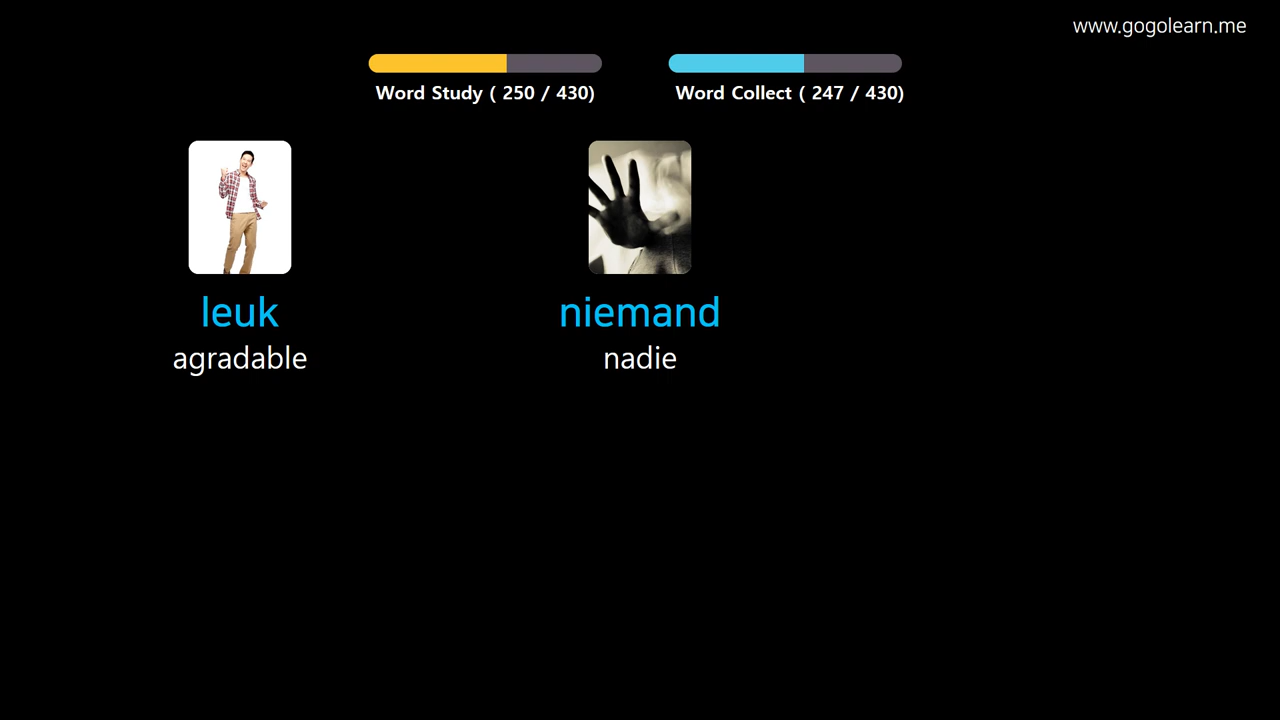 www.gogolearn.me
Word Study ( 250 / 430)
Word Collect ( 247 / 430)
leuk
niemand
agradable
nadie